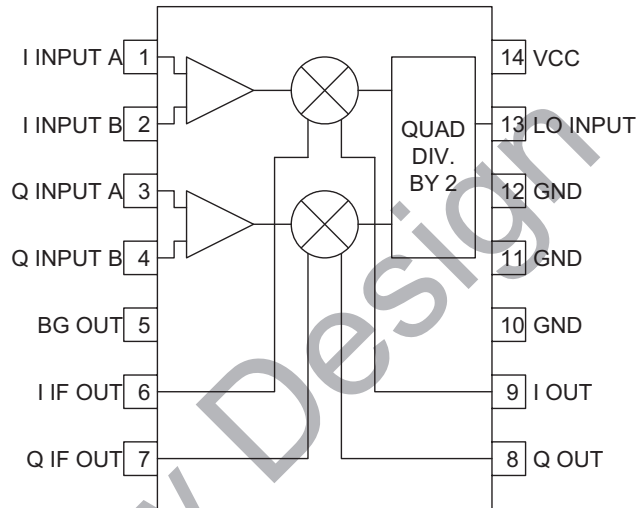 I INPUT A 1
14 VCC
I INPUT B 2
QUAD
DIV.
BY 2
13 LO INPUT
Q INPUT A 3
12 GND
Q INPUT B 4
11 GND
BG OUT 5
10 GND
I IF OUT 6
9 I OUT
Q IF OUT 7
8 Q OUT
Design